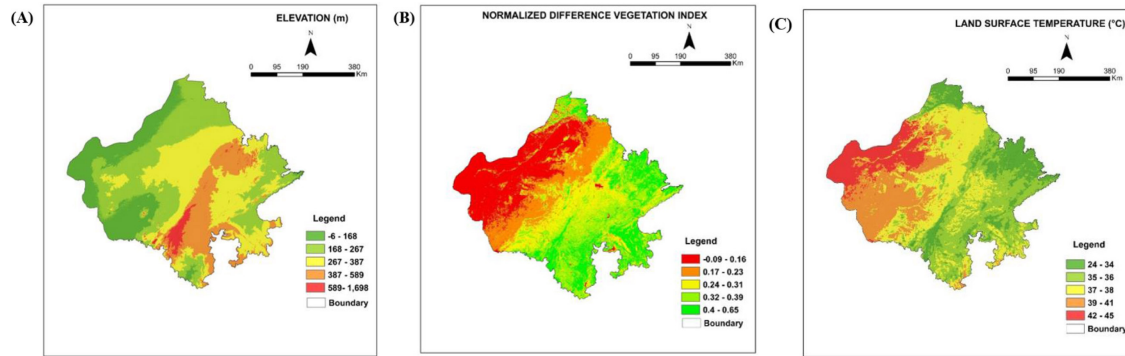 (A)
ELEVATION (m)
N
0 95 190 380
Km
Legend
-6 - 168
168 - 267
267 - 387
387 - 589
589- 1,698
Boundary
(B)
NORMALIZED DIFFERENCE VEGETATION INDEX
N
0 95 190 380
Km
Legend
-0.09 - 0.16
0.17 - 0.23
0.24 - 0.31
0.32 - 0.39
0.4 - 0.65
Boundary
(C)
LAND SURFACE TEMPERATURE (°C)
N
0 95 190 380
Km
Legend
24 - 34
35 - 36
37 - 38
39 - 41
42 - 45
Boundary